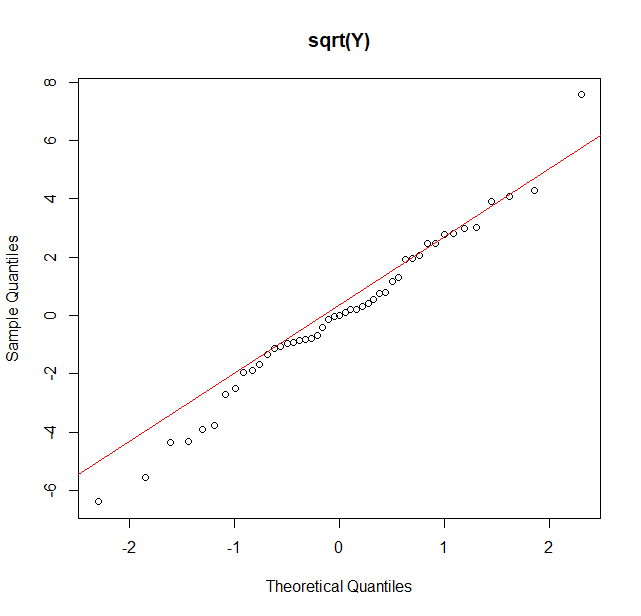 sqrt(Y)
8
6
4
2
0
-2
-4
-6
Sample Quantiles
-2 -1 0 1 2
Theoretical Quantiles